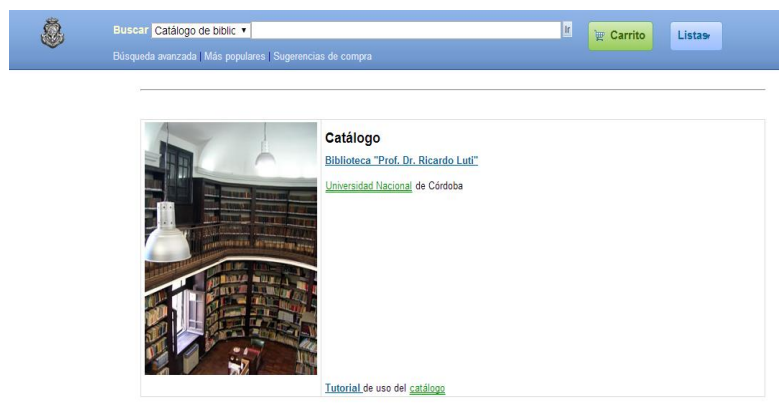 Buscar Catálogo de biblic Ir Carrito Listas
Búsqueda avanzada | Más populares | Sugerencias de compra
Catálogo
Biblioteca "Prof. Dr. Ricardo Luti"
Universidad Nacional de Córdoba
Tutorial de uso del catálogo